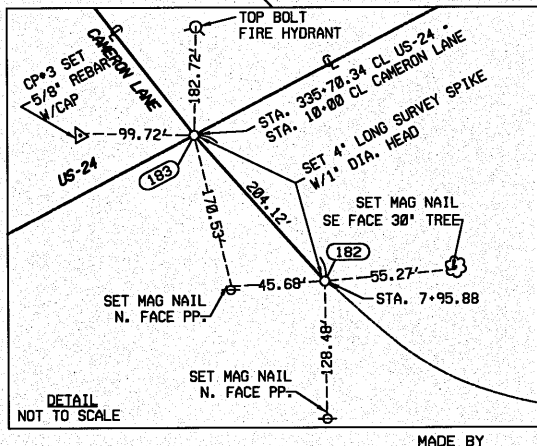 TOP BOLT
FIRE HYDRANT
CAMERON LANE
CP#3 SET
5/8" REBAR
W/CAP
182.72'
STA. 335+70.34 CL US-24 -
STA. 10+00 CL CAMERON LANE
99.72'
US-24
183
SET 4" LONG SURVEY SPIKE
W/1" DIA. HEAD
204.12'
170.53'
SET MAG NAIL
SE FACE 30" TREE
182
45.68'
55.27'
STA. 7+95.88
SET MAG NAIL
N. FACE PP.
128.48'
SET MAG NAIL
N. FACE PP.
DETAIL
NOT TO SCALE
MADE BY